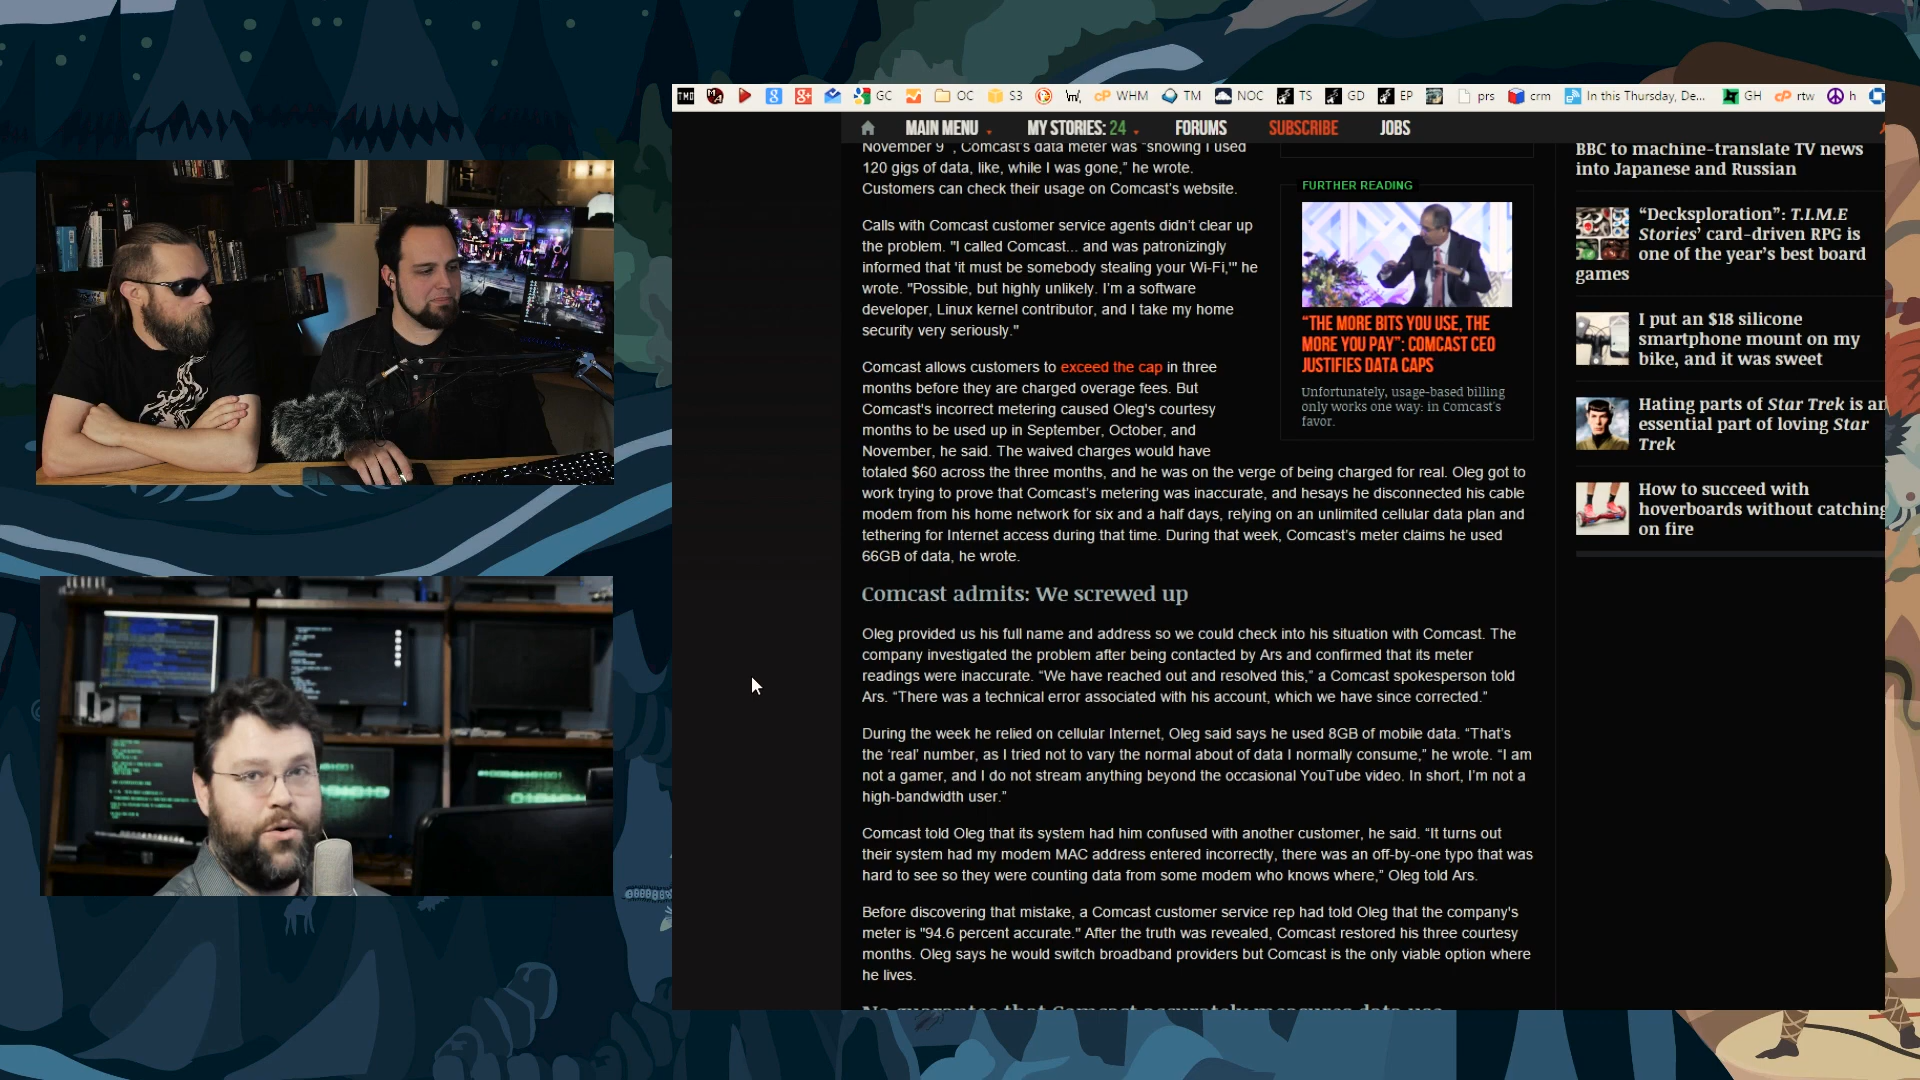 TMD
GC
OC
S3
\m/
cP WHM
TM
NOC
TS
GD
EP
prs
crm
In this Thursday, De...
GH
cP rtw
h
MAIN MENU
MY STORIES: 24
FORUMS
SUBSCRIBE
JOBS
November 9 , Comcast's data meter was "showing I used
120 gigs of data, like, while I was gone," he wrote.
Customers can check their usage on Comcast's website.
Calls with Comcast customer service agents didn't clear up
the problem. "I called Comcast... and was patronizingly
informed that 'it must be somebody stealing your Wi-Fi,'" he
wrote. "Possible, but highly unlikely. I'm a software
developer, Linux kernel contributor, and I take my home
security very seriously."
Comcast allows customers to exceed the cap in three
months before they are charged overage fees. But
Comcast's incorrect metering caused Oleg's courtesy
months to be used up in September, October, and
November, he said. The waived charges would have
totaled $60 across the three months, and he was on the verge of being charged for real. Oleg got to
work trying to prove that Comcast's metering was inaccurate, and hesays he disconnected his cable
modem from his home network for six and a half days, relying on an unlimited cellular data plan and
tethering for Internet access during that time. During that week, Comcast's meter claims he used
66GB of data, he wrote.
Comcast admits: We screwed up
Oleg provided us his full name and address so we could check into his situation with Comcast. The
company investigated the problem after being contacted by Ars and confirmed that its meter
readings were inaccurate. "We have reached out and resolved this," a Comcast spokesperson told
Ars. "There was a technical error associated with his account, which we have since corrected."
During the week he relied on cellular Internet, Oleg said says he used 8GB of mobile data. "That's
the 'real' number, as I tried not to vary the normal about of data I normally consume," he wrote. "I am
not a gamer, and I do not stream anything beyond the occasional YouTube video. In short, I'm not a
high-bandwidth user."
Comcast told Oleg that its system had him confused with another customer, he said. "It turns out
their system had my modem MAC address entered incorrectly, there was an off-by-one typo that was
hard to see so they were counting data from some modem who knows where," Oleg told Ars.
Before discovering that mistake, a Comcast customer service rep had told Oleg that the company's
meter is "94.6 percent accurate." After the truth was revealed, Comcast restored his three courtesy
months. Oleg says he would switch broadband providers but Comcast is the only viable option where
he lives.
No guarantee that Comcast accurately measures data use
FURTHER READING
"THE MORE BITS YOU USE, THE
MORE YOU PAY": COMCAST CEO
JUSTIFIES DATA CAPS
Unfortunately, usage-based billing
only works one way: in Comcast's
favor.
BBC to machine-translate TV news
into Japanese and Russian
"Decksploration": T.I.M.E
Stories' card-driven RPG is
one of the year's best board
games
I put an $18 silicone
smartphone mount on my
bike, and it was sweet
Hating parts of Star Trek is an
essential part of loving Star
Trek
How to succeed with
hoverboards without catching
on fire